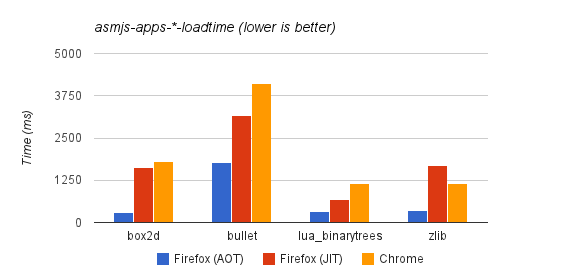 asmjs-apps-*-loadtime (lower is better)
5000
3750
2500
1250
0
Time (ms)
box2d bullet lua_binarytrees zlib
Firefox (AOT) Firefox (JIT) Chrome